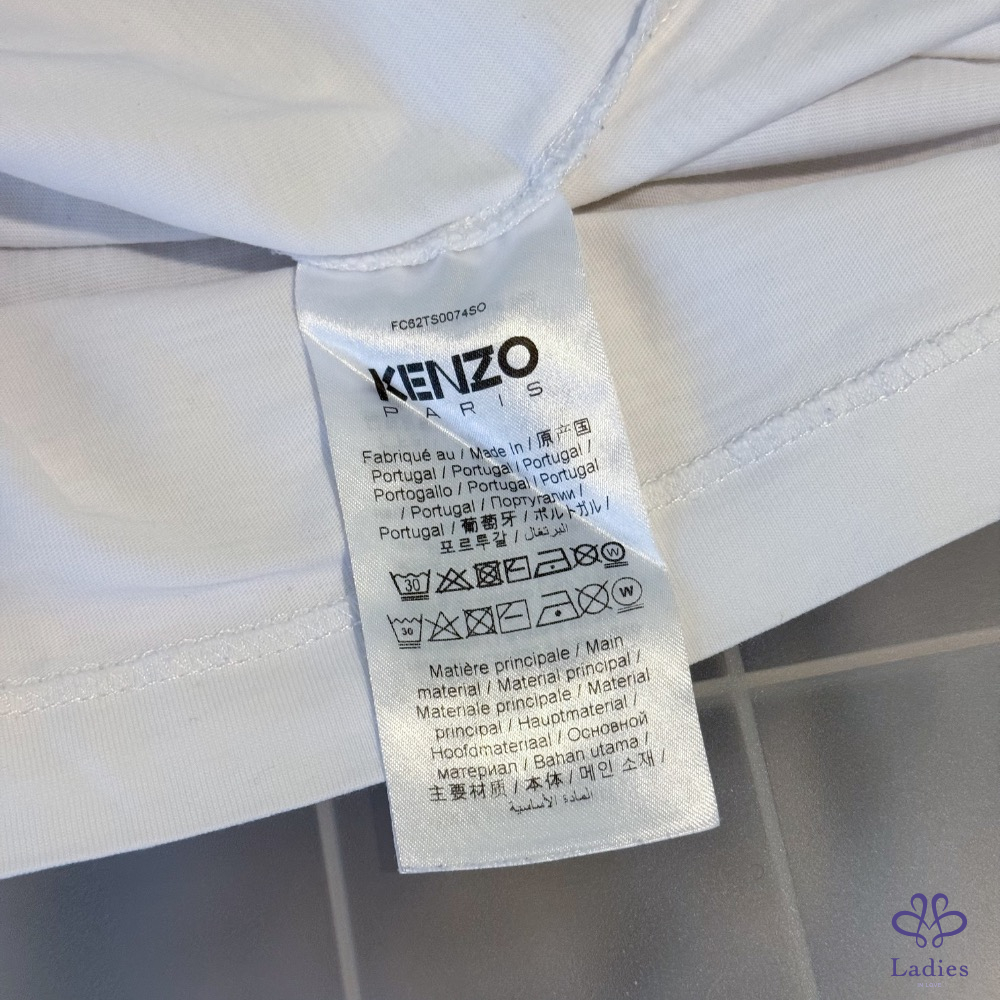 FC62TS0074SO
KENZO
PARIS
Fabriqué au / Made In / 原产国
Portugal / Portugal Portugal /
Portogallo / Portugal Portugal
/ Portugal / Португалии /
Portugal / 葡萄牙 / ポルトガル /
포르투갈 / البرتغال
30 W
30 W
Matière principale / Main
material / Material principal /
Materiale principale / Material
principal / Hauptmaterial /
Hoofdmateriaal / Основной
материал / Bahan utama /
主要材质 / 本体 / 메인 소재 /
المادة الأساسية
Ladies